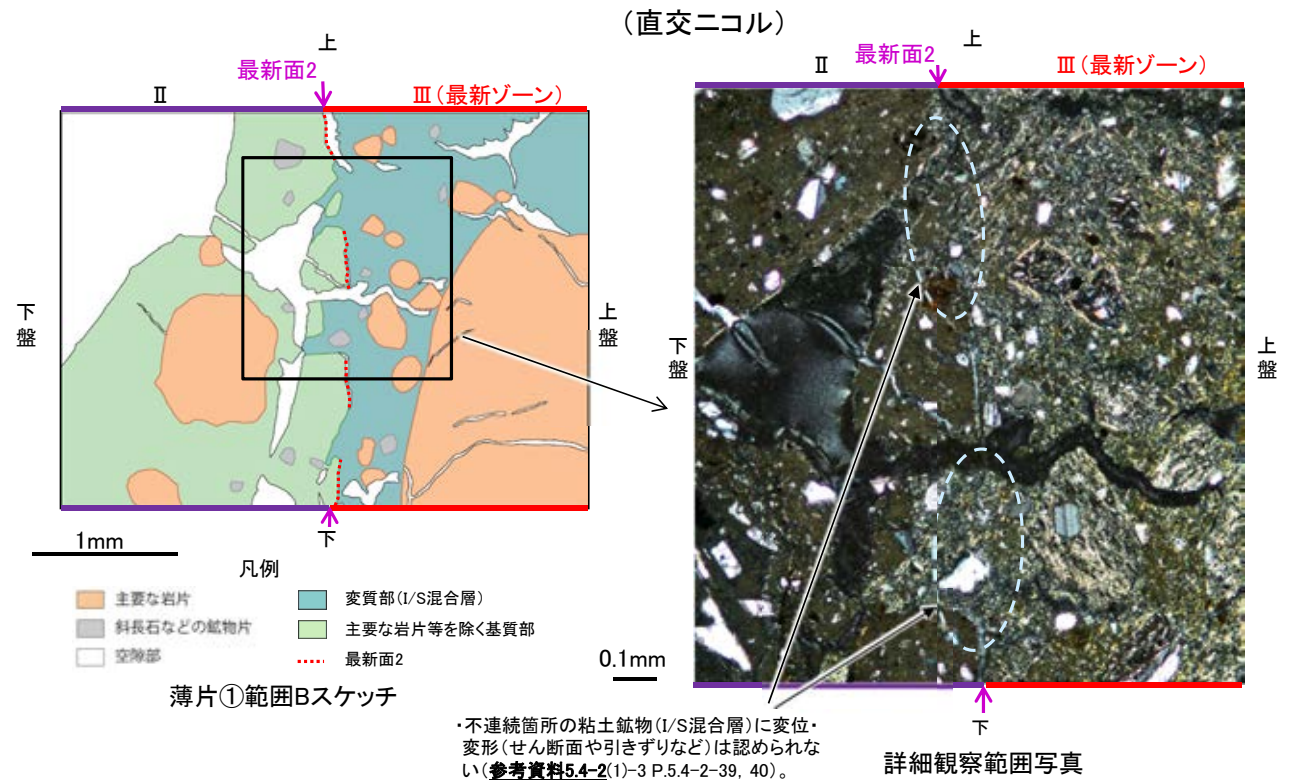 (直交ニコル)
上
最新面2
Ⅱ
Ⅲ(最新ゾーン)
下盤
上盤
下
1mm
凡例
主要な岩片
斜長石などの鉱物片
空隙部
変質部(I/S混合層)
主要な岩片等を除く基質部
最新面2
薄片①範囲Bスケッチ
上
最新面2
Ⅱ
Ⅲ(最新ゾーン)
下盤
上盤
0.1mm
下
・不連続箇所の粘土鉱物(I/S混合層)に変位・
変形(せん断面や引きずりなど)は認められな
い(参考資料5.4-2(1)-3 P.5.4-2-39, 40)。
詳細観察範囲写真